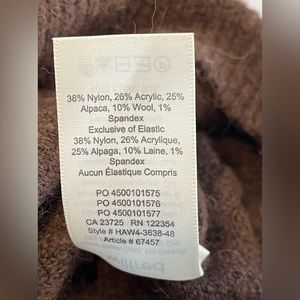 38% Nylon, 26% Acrylic, 25%
Alpaca, 10% Wool, 1%
Spandex
Exclusive of Elastic
38% Nylon, 26% Acrylique,
25% Alpaga, 10% Laine, 1%
Spandex
Aucun Élastique Compris
PO 4500101575
PO 4500101576
PO 4500101577
CA 23725 RN 122354
Style # HAW4-3638-48
Article # 67457